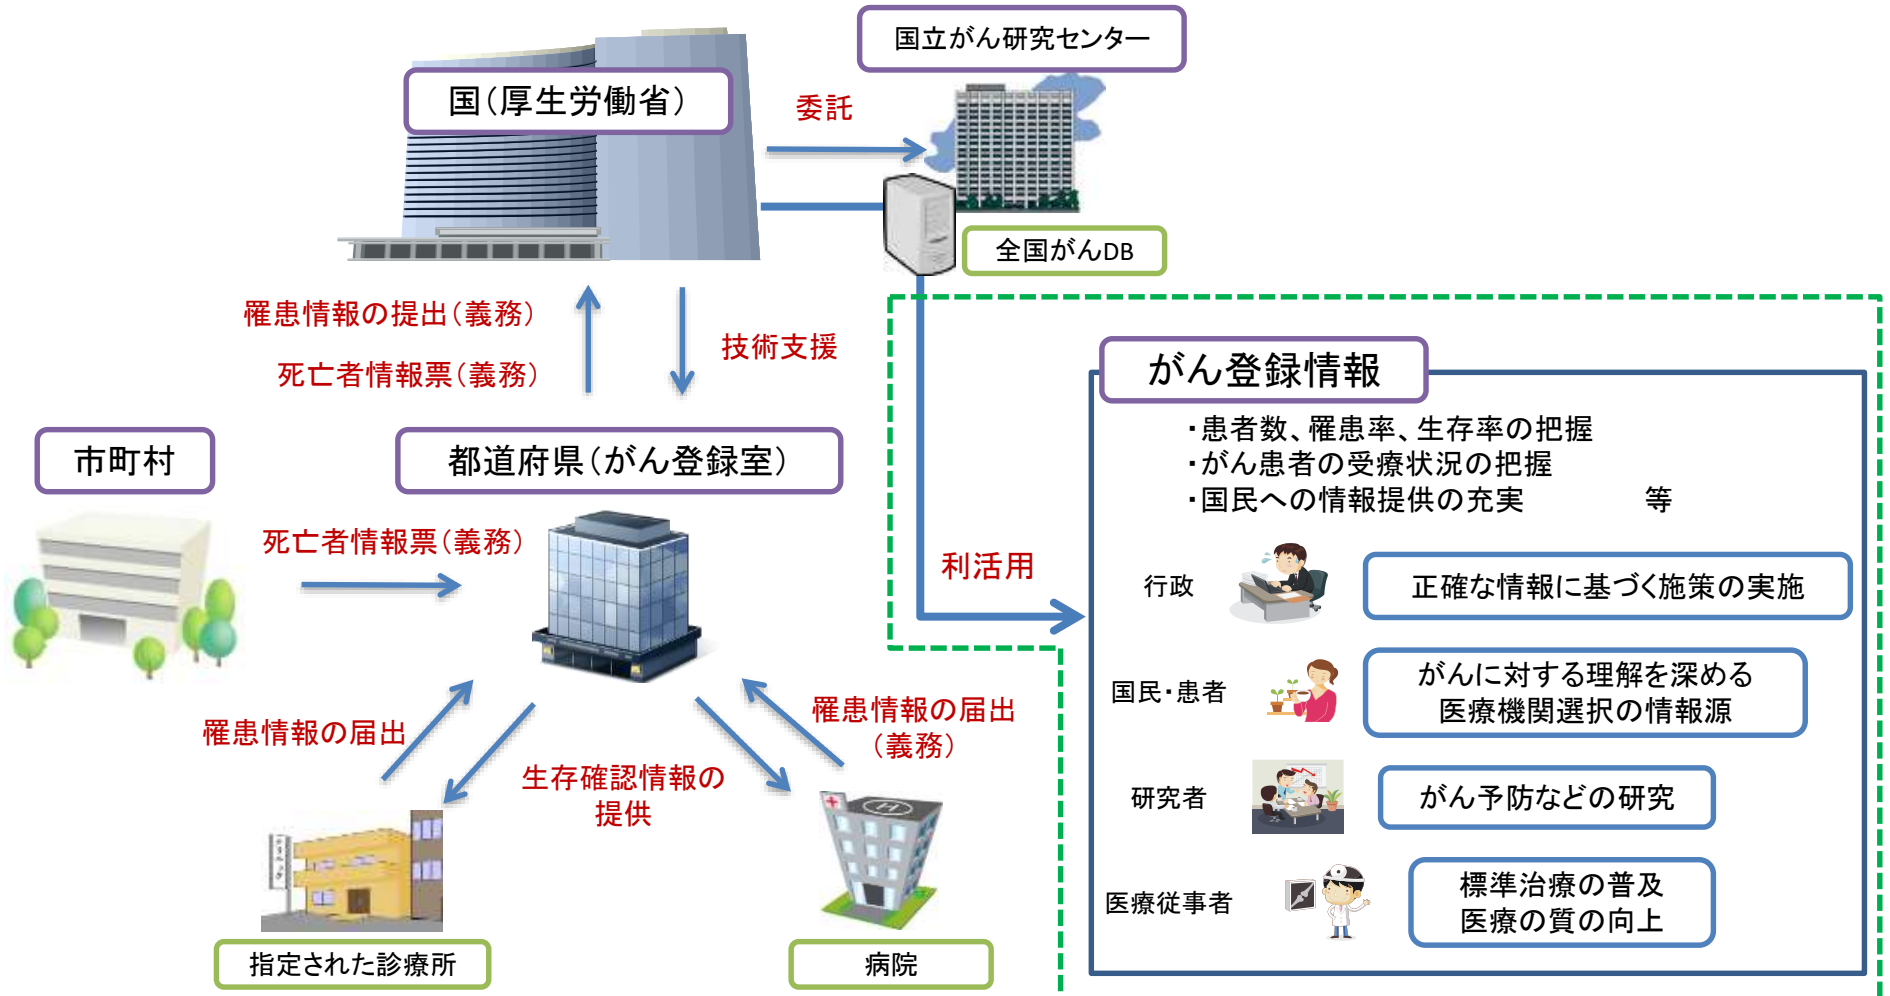 国立がん研究センター
国(厚生労働省)
委託
全国がんDB
罹患情報の提出(義務)
死亡者情報票(義務)
技術支援
市町村
都道府県(がん登録室)
死亡者情報票(義務)
罹患情報の届出
生存確認情報の
提供
罹患情報の届出
(義務)
指定された診療所
病院
利活用
がん登録情報
・患者数、罹患率、生存率の把握
・がん患者の受療状況の把握
・国民への情報提供の充実 等
行政
正確な情報に基づく施策の実施
国民・患者
がんに対する理解を深める
医療機関選択の情報源
研究者
がん予防などの研究
医療従事者
標準治療の普及
医療の質の向上